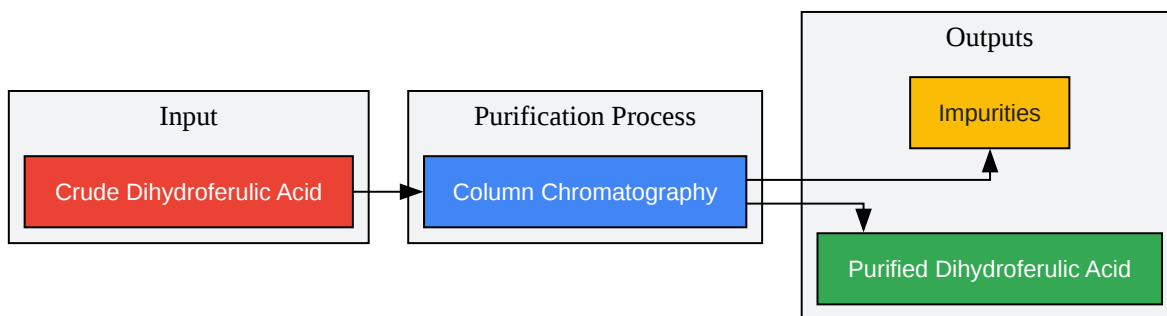 Input
Crude Dihydroferulic Acid
Purification Process
Column Chromatography
Outputs
Impurities
Purified Dihydroferulic Acid